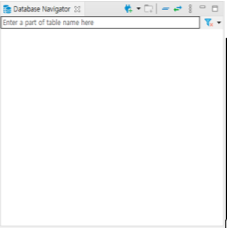 Database Navigator
Enter a part of table name here